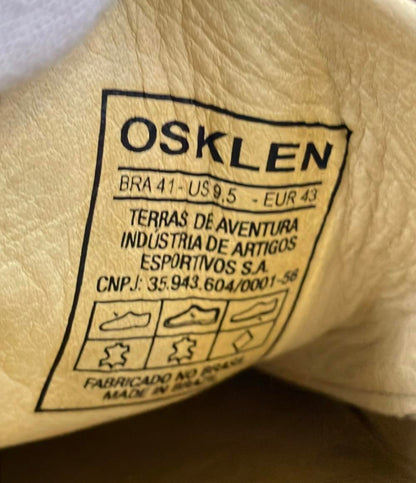 OSKLEN
BRA 41 - US 9,5 - EUR 43
TERRAS DE AVENTURA
INDÚSTRIA DE ARTIGOS
ESPORTIVOS S.A.
CNPJ: 35.943.604/0001-56
FABRICADO NO BRASIL
MADE IN BRAZIL